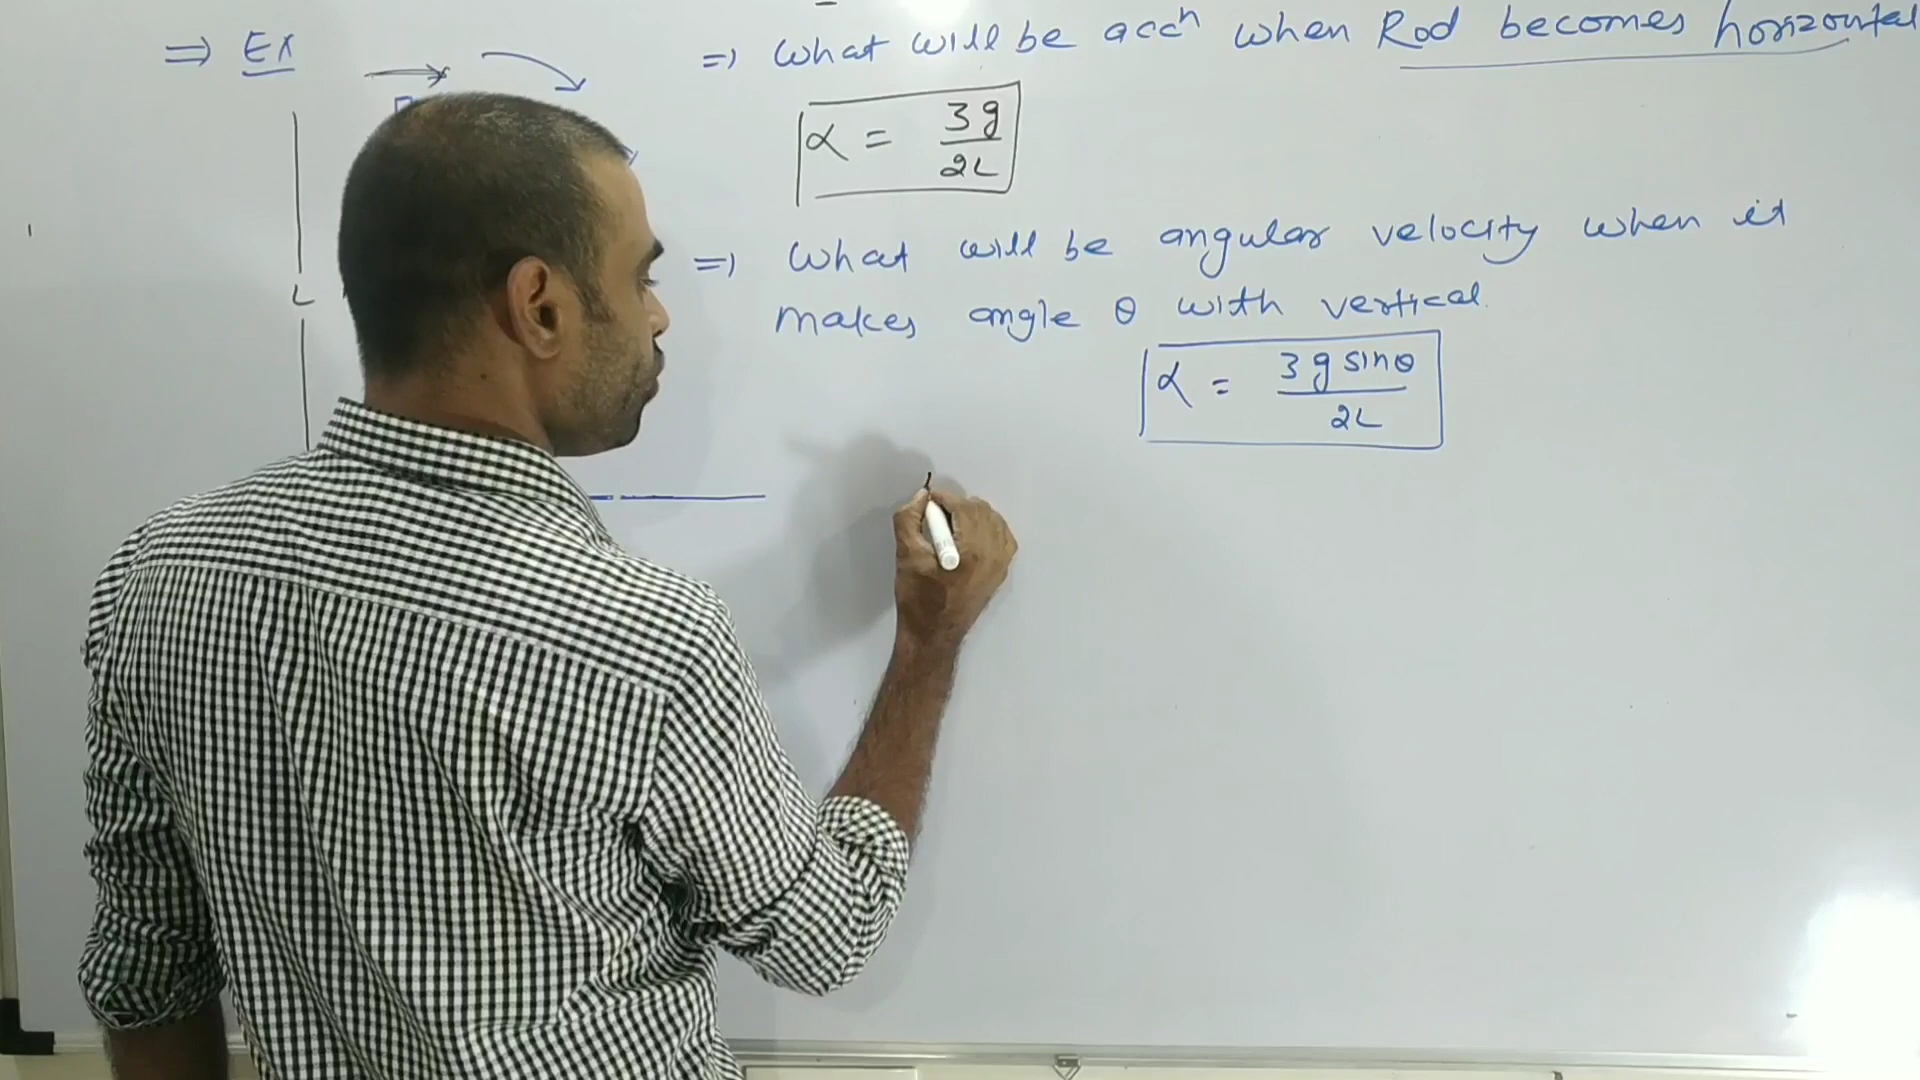 ⇒ EX
⇒ What will be accn when Rod becomes horizontal
α = 3g / 2L
⇒ What will be angular velocity when it
makes angle θ with vertical.
α = 3g sinθ / 2L
L